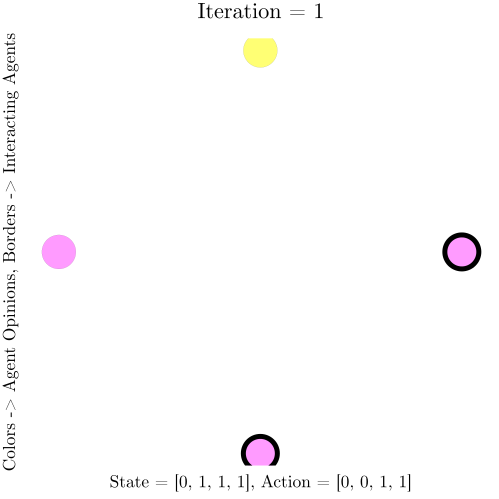 Iteration = 1
Colors -> Agent Opinions, Borders -> Interacting Agents
State = [0, 1, 1, 1], Action = [0, 0, 1, 1]